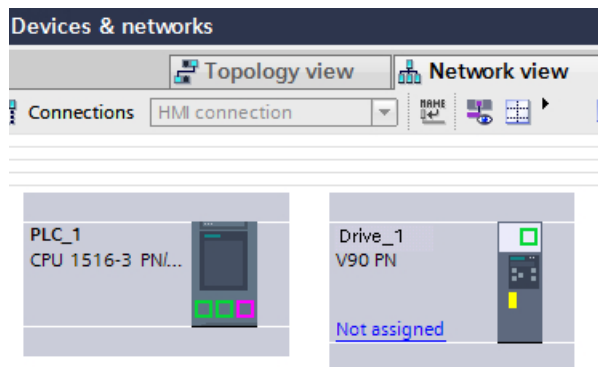 Devices & networks
Topology view
Network view
Connections
HMI connection
NAME
PLC_1
CPU 1516-3 PN/...
Drive_1
V90 PN
Not assigned